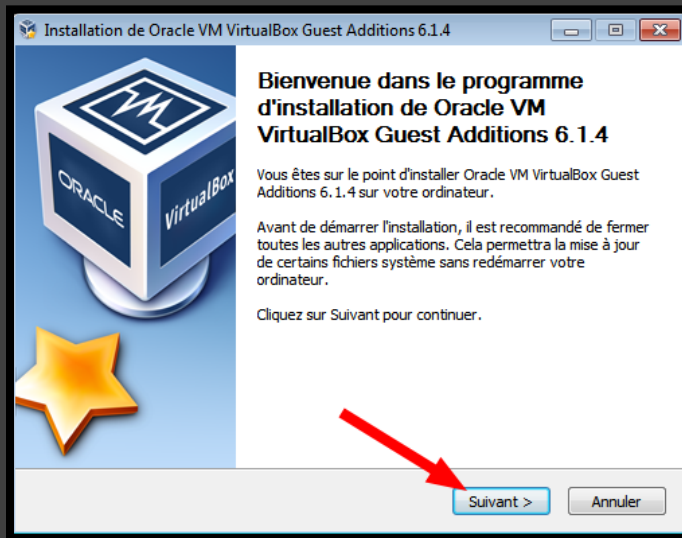 Installation de Oracle VM VirtualBox Guest Additions 6.1.4
Bienvenue dans le programme
d'installation de Oracle VM
VirtualBox Guest Additions 6.1.4
Vous êtes sur le point d'installer Oracle VM VirtualBox Guest
Additions 6.1.4 sur votre ordinateur.
Avant de démarrer l'installation, il est recommandé de fermer
toutes les autres applications. Cela permettra la mise à jour
de certains fichiers système sans redémarrer votre
ordinateur.
Cliquez sur Suivant pour continuer.
VM
ORACLE
VirtualBox
Suivant >
Annuler